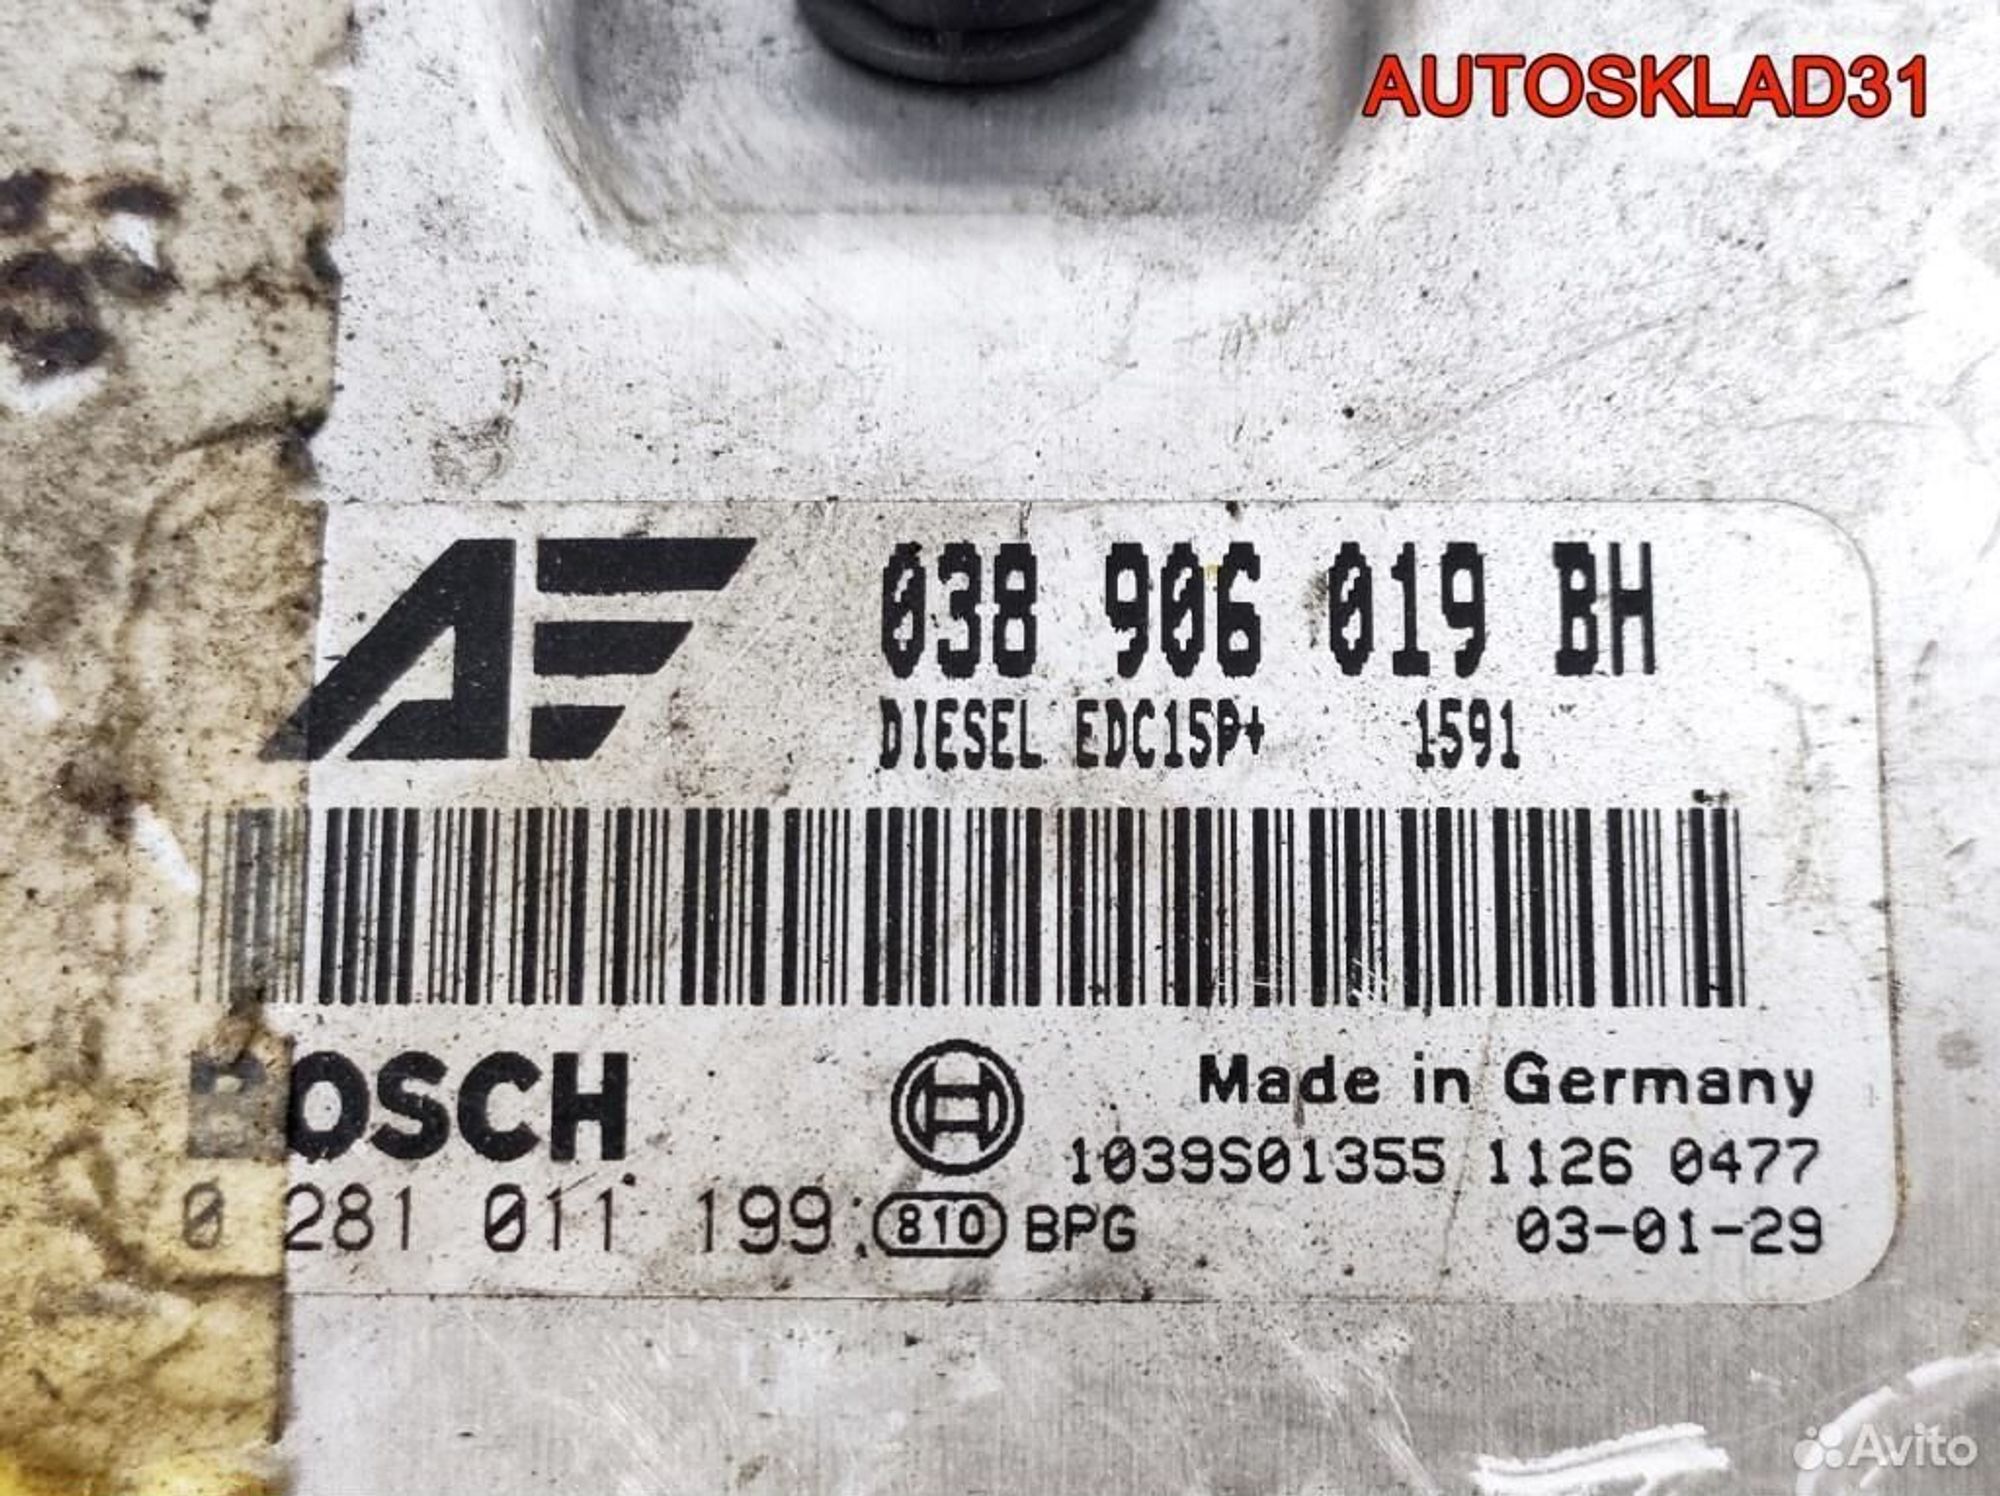 AUTOSKLAD31
AE 038 906 019 BH
DIESEL EDC15P+ 1591
BOSCH
Made in Germany
1039S01355 1126 0477
0 281 011 199 810 BPG 03-01-29
Avito